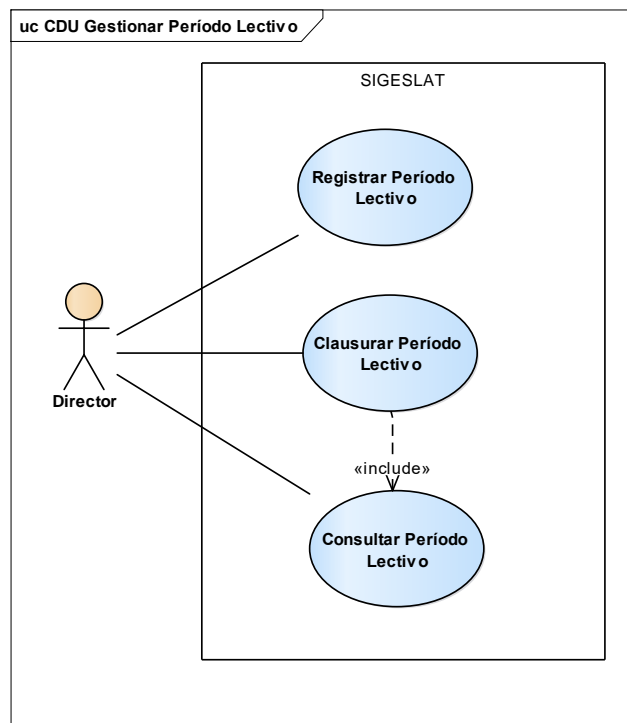 uc CDU Gestionar Período Lectivo
SIGESLAT
Registrar Período
Lectivo
Clausurar Período
Lectivo
Director
«include»
Consultar Período
Lectivo